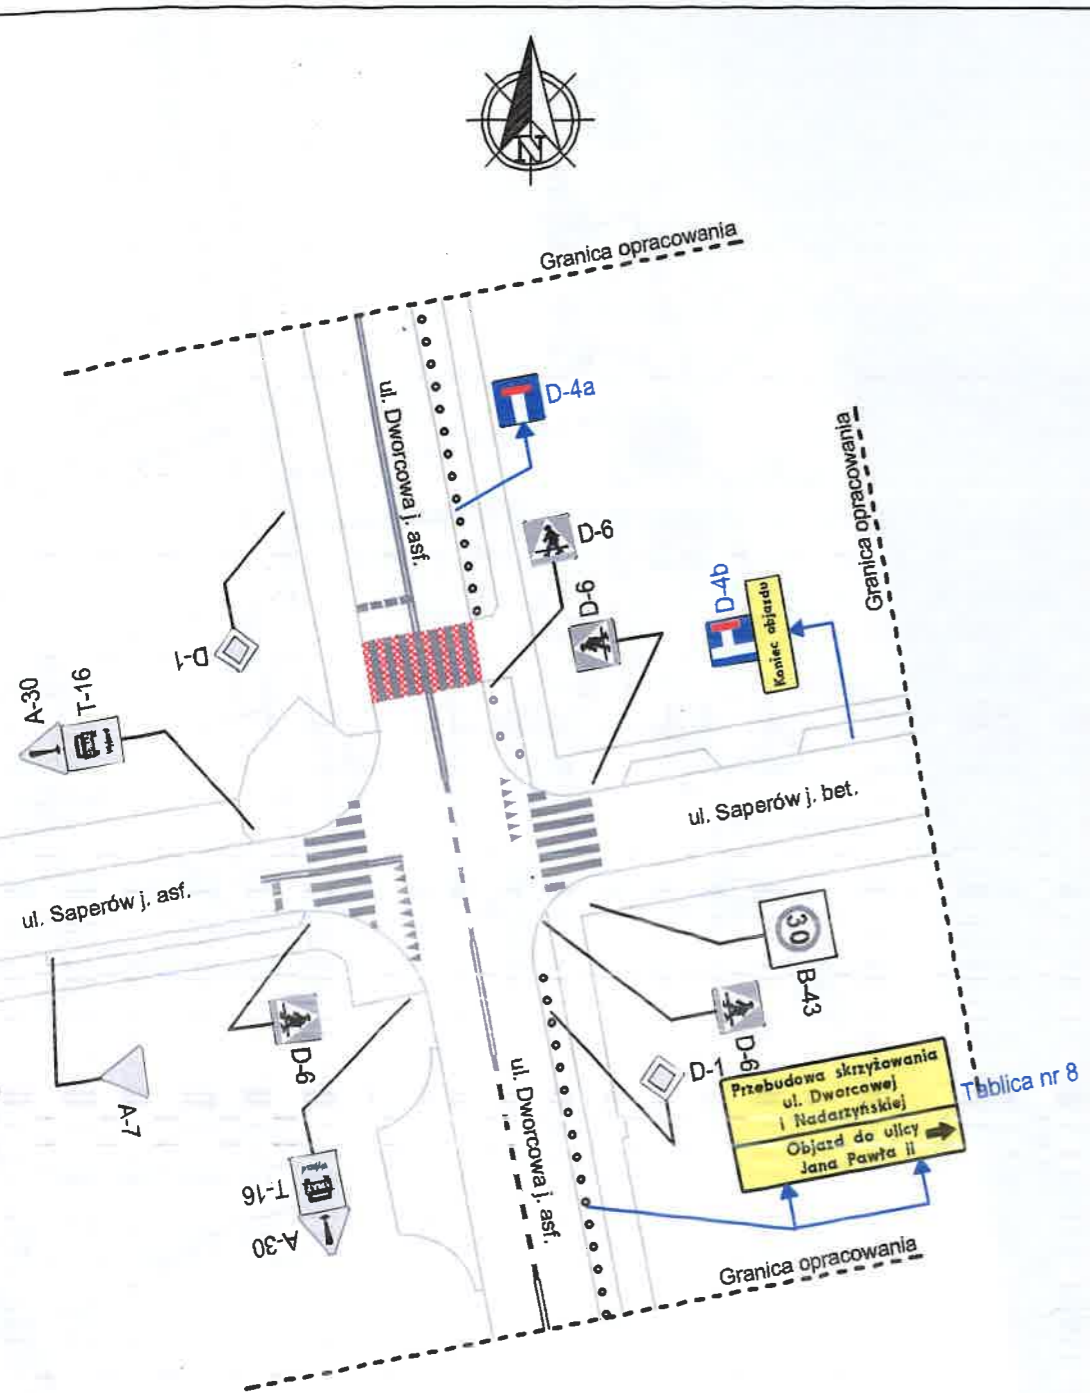 N
Granica opracowania
ul. Dworcowa j. asf.
D-4a
D-6
D-6
D-4b
Koniec objazdu
Granica opracowania
D-1
A-30
T-16
ul. Saperów j. bet.
ul. Saperów j. asf.
30
B-43
D-6
D-6
D-1
A-7
Przebudowa skrzyżowania
ul. Dworcowej
i Nadarzyńskiej
Objazd do ulicy
Jana Pawła II
Tablica nr 8
ul. Dworcowa j. asf.
T-16
Wyjazd
A-30
Granica opracowania